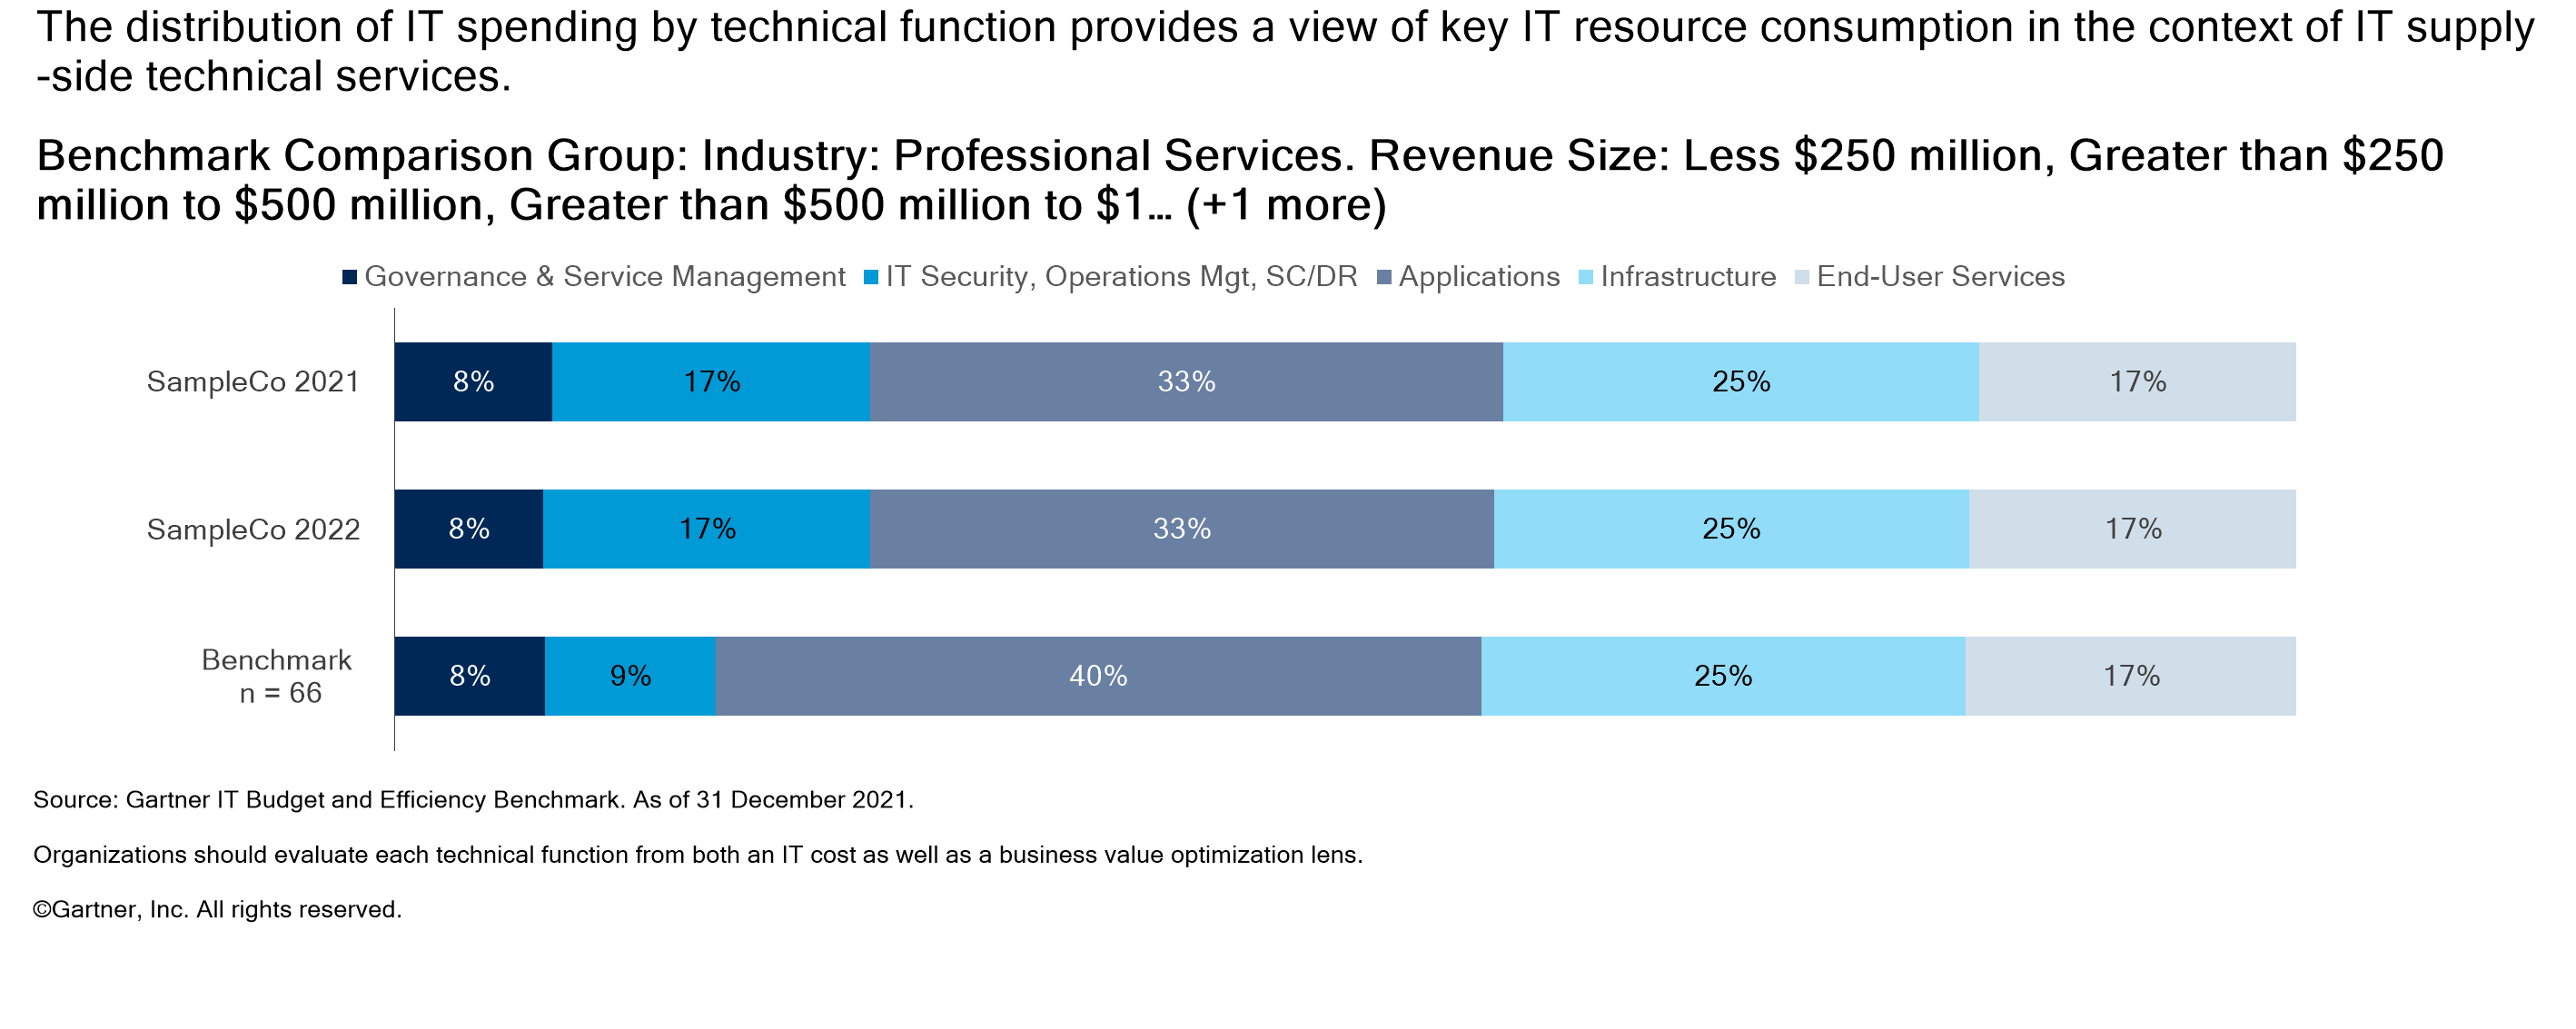 The distribution of IT spending by technical function provides a view of key IT resource consumption in the context of IT supply
-side technical services.
Benchmark Comparison Group: Industry: Professional Services. Revenue Size: Less $250 million, Greater than $250
million to $500 million, Greater than $500 million to $1... (+1 more)
Governance & Service Management IT Security, Operations Mgt, SC/DR Applications Infrastructure End-User Services
SampleCo 2021 8% 17% 33% 25% 17%
SampleCo 2022 8% 17% 33% 25% 17%
Benchmark
n = 66
8% 9% 40% 25% 17%
Source: Gartner IT Budget and Efficiency Benchmark. As of 31 December 2021.
Organizations should evaluate each technical function from both an IT cost as well as a business value optimization lens.
©Gartner, Inc. All rights reserved.